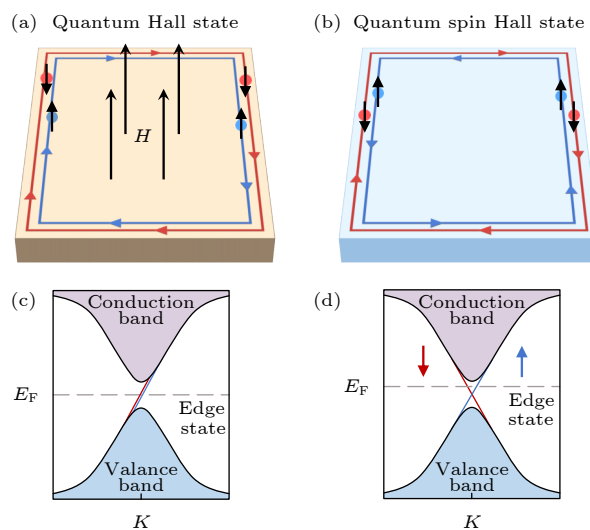 (a) Quantum Hall state
(b) Quantum spin Hall state
H
(c)
Conduction
band
E_F
Edge
state
Valance
band
K
(d)
Conduction
band
E_F
Edge
state
Valance
band
K